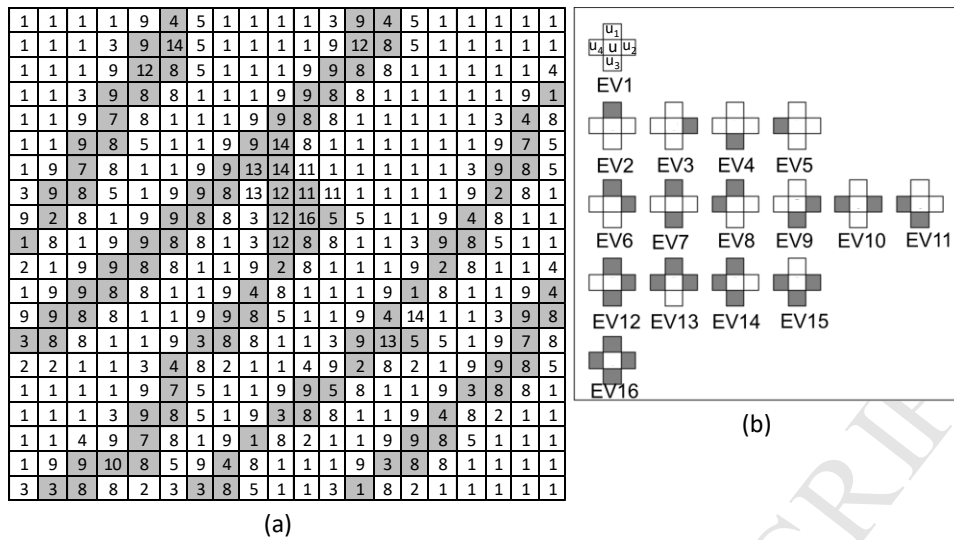 1 1 1 1 9 4 5 1 1 1 1 3 9 4 5 1 1 1 1 1
1 1 1 3 9 14 5 1 1 1 1 9 12 8 5 1 1 1 1 1
1 1 1 9 12 8 5 1 1 1 9 9 8 8 1 1 1 1 1 4
1 1 3 9 8 8 1 1 1 9 9 8 8 1 1 1 1 1 9 1
1 1 9 7 8 1 1 1 9 9 8 8 1 1 1 1 1 3 4 8
1 1 9 8 5 1 1 9 9 14 8 1 1 1 1 1 1 9 7 5
1 9 7 8 1 1 9 9 13 14 11 1 1 1 1 1 3 9 8 5
3 9 8 5 1 9 9 8 13 12 11 11 1 1 1 1 9 2 8 1
9 2 8 1 9 9 8 8 3 12 16 5 5 1 1 9 4 8 1 1
1 8 1 9 9 8 8 1 3 12 8 8 1 1 3 9 8 5 1 1
2 1 9 9 8 8 1 1 9 2 8 1 1 1 9 2 8 1 1 4
1 9 9 8 8 1 1 9 4 8 1 1 1 9 1 8 1 1 9 4
9 9 8 8 1 1 9 9 8 5 1 1 9 4 14 1 1 3 9 8
3 8 8 1 1 9 3 8 8 1 1 3 9 13 5 5 1 9 7 8
2 2 1 1 3 4 8 2 1 1 4 9 2 8 2 1 9 9 8 5
1 1 1 1 9 7 5 1 1 9 9 5 8 1 1 9 3 8 8 1
1 1 1 3 9 8 5 1 9 3 8 8 1 1 9 4 8 2 1 1
1 1 4 9 7 8 1 9 1 8 2 1 1 9 9 8 5 1 1 1
1 9 9 10 8 5 9 4 8 1 1 1 9 3 8 8 1 1 1 1
3 3 8 8 2 3 3 8 5 1 1 3 1 8 2 1 1 1 1 1
(a)
u₁
u₄ u u₂
u₃
EV1
EV2 EV3 EV4 EV5
EV6 EV7 EV8 EV9 EV10 EV11
EV12 EV13 EV14 EV15
EV16
(b)
CRIP